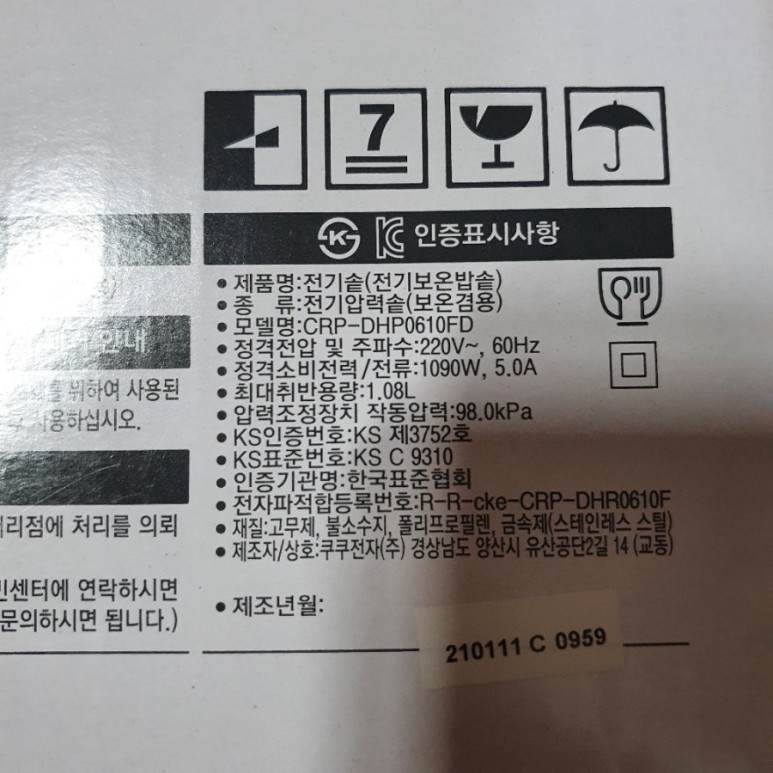 7
인증표시사항
• 제품명:전기솥(전기보온밥솥)
• 종 류:전기압력솥(보온겸용)
• 모델명:CRP-DHP0610FD
• 정격전압 및 주파수:220V~, 60Hz
• 정격소비전력/전류:1090W, 5.0A
• 최대취반용량:1.08L
• 압력조정장치 작동압력:98.0kPa
• KS인증번호:KS 제3752호
• KS표준번호:KS C 9310
• 인증기관명:한국표준협회
• 전자파적합등록번호:R-R-cke-CRP-DHR0610F
• 재질:고무제, 불소수지, 폴리프로필렌, 금속제(스테인레스 스틸)
• 제조자/상호:쿠쿠전자(주) 경상남도 양산시 유산공단2길 14 (교동)
• 제조년월:
210111 C 0959
안내
위하여 사용된
사용하십시오.
처리를 의뢰
연락하시면
문의하시면 됩니다.)